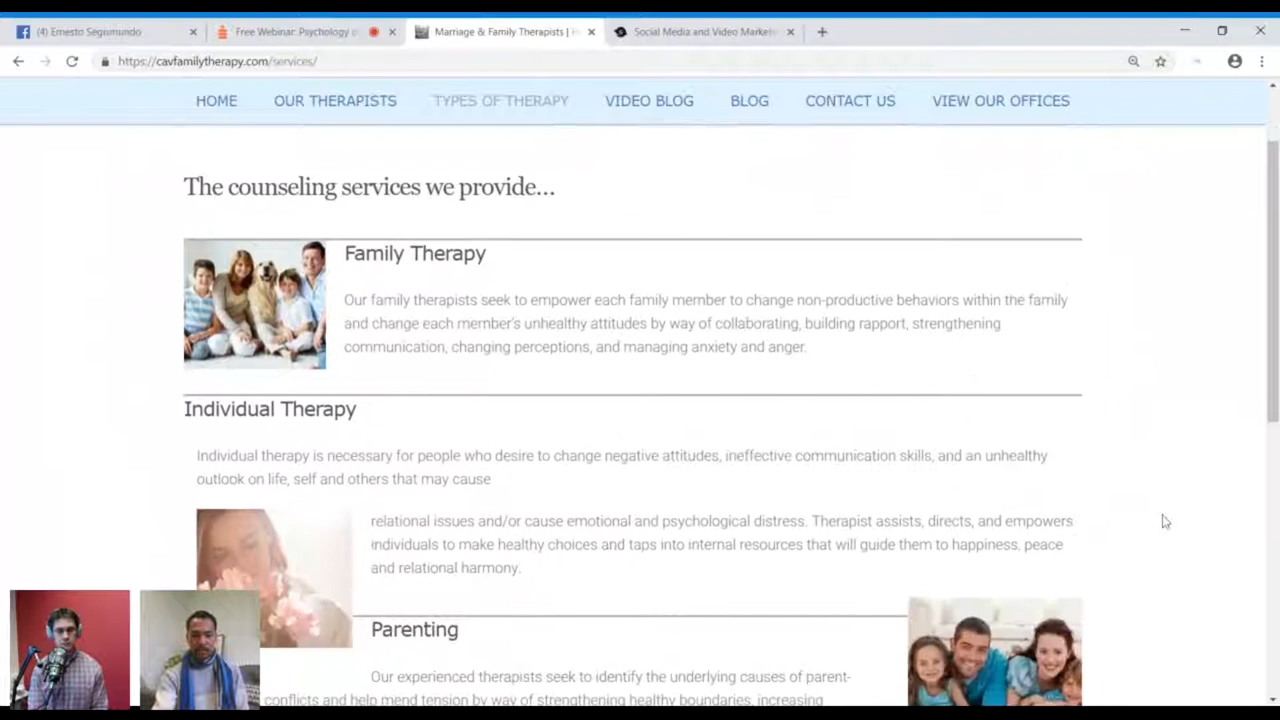 (4) Ernesto Segismundo
Free Webinar: Psychology
Marriage & Family Therapists |
Social Media and Video Market
https://cavfamilytherapy.com/services/
HOME OUR THERAPISTS TYPES OF THERAPY VIDEO BLOG BLOG CONTACT US VIEW OUR OFFICES
The counseling services we provide...
Family Therapy
Our family therapists seek to empower each family member to change non-productive behaviors within the family
and change each member's unhealthy attitudes by way of collaborating, building rapport, strengthening
communication, changing perceptions, and managing anxiety and anger.
Individual Therapy
Individual therapy is necessary for people who desire to change negative attitudes, ineffective communication skills, and an unhealthy
outlook on life, self and others that may cause
relational issues and/or cause emotional and psychological distress. Therapist assists, directs, and empowers
individuals to make healthy choices and taps into internal resources that will guide them to happiness, peace
and relational harmony.
Parenting
Our experienced therapists seek to identify the underlying causes of parent-
conflicts and help mend tension by way of strengthening healthy boundaries, increasing